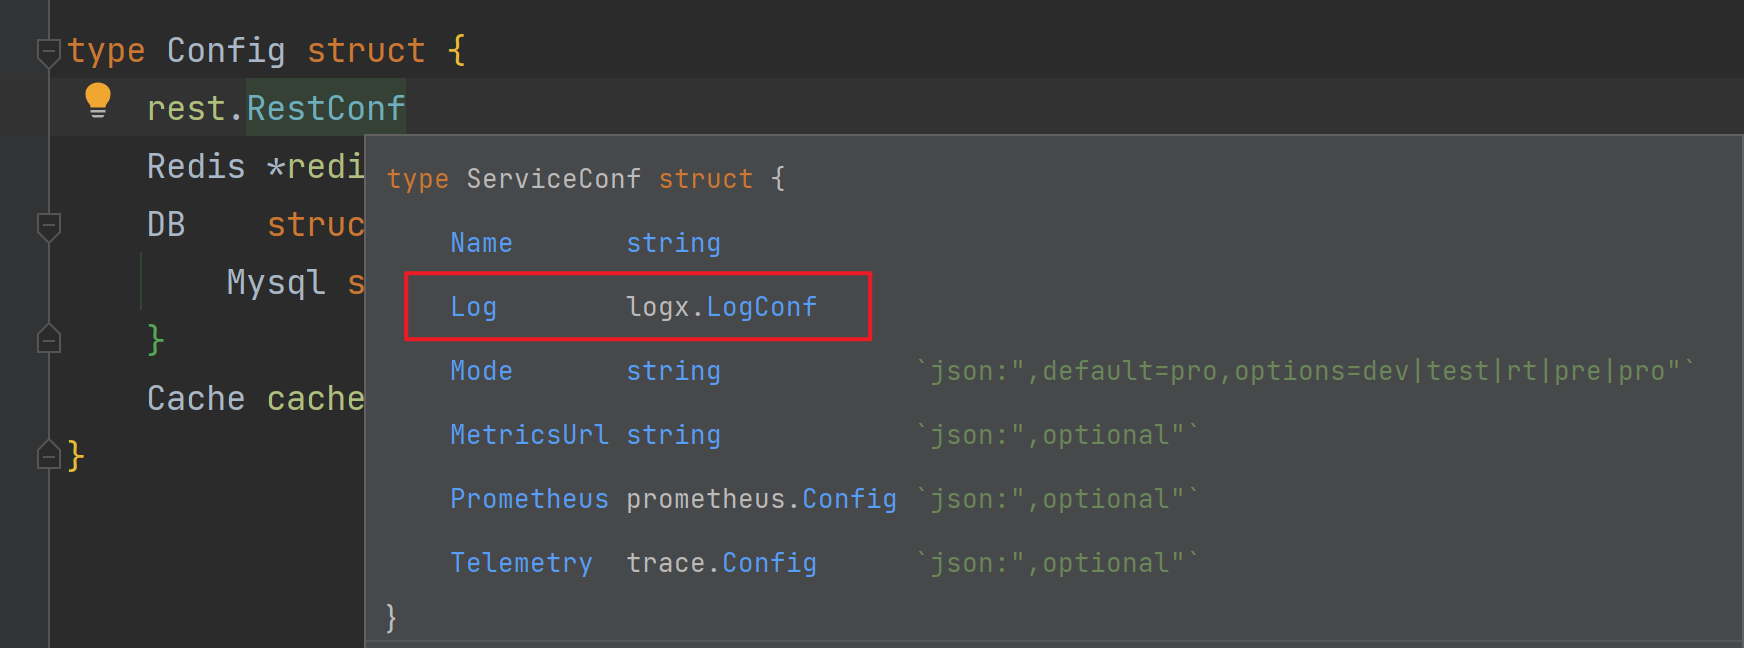 type Config struct {
rest.RestConf
Redis *redi
DB struc
Mysql s
}
Cache cache
}
type ServiceConf struct {
Name string
Log logx.LogConf
Mode string `json:",default=pro,options=dev|test|rt|pre|pro"`
MetricsUrl string `json:",optional"`
Prometheus prometheus.Config `json:",optional"`
Telemetry trace.Config `json:",optional"`
}